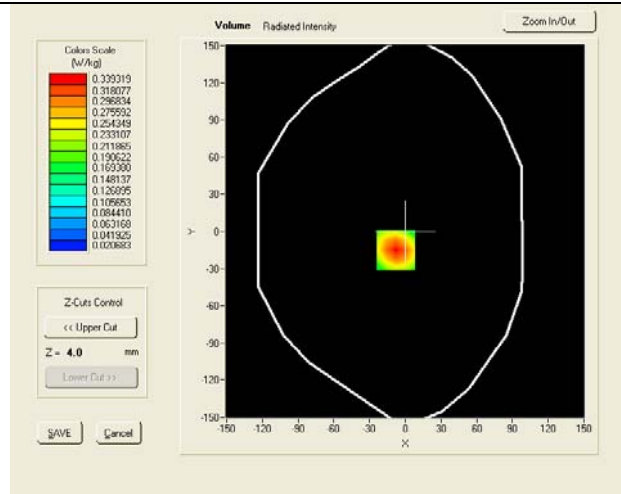 Volume Radiated Intensity
Zoom In/Out
Colors Scale
(W/kg)
0.339319
0.318077
0.296834
0.275592
0.254349
0.233107
0.211865
0.190622
0.169380
0.148137
0.126895
0.105653
0.084410
0.063168
0.041925
0.020683
Z-Cuts Control
<< Upper Cut
Z = 4.0 mm
Lower Cut >>
SAVE Cancel
150
120
90
60
30
0
-30
-60
-90
-120
-150
Y
-150 -120 -90 -60 -30 0 30 60 90 120 150
X